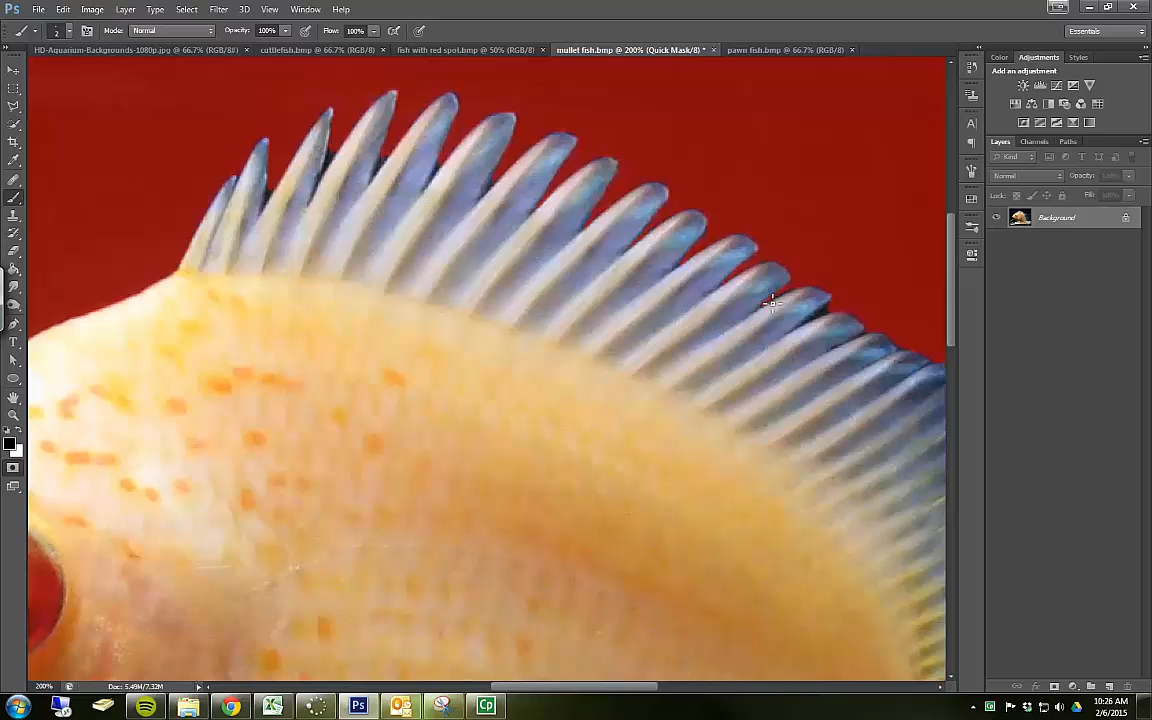 Ps File Edit Image Layer Type Select Filter 3D View Window Help
2 Mode: Normal Opacity: 100% Flow: 100% Essentials
HD-Aquarium-Backgrounds-1080p.jpg @ 66.7% (RGB/8#) × cuttlefish.bmp @ 66.7% (RGB/8) × fish with red spot.bmp @ 50% (RGB/8) × mullet fish.bmp @ 200% (Quick Mask/8) * × pawn fish.bmp @ 66.7% (RGB/8) ×
Color Adjustments Styles
Add an adjustment
Layers Channels Paths
Kind
Normal Opacity:
Lock: Fill: 100%
Background
200% Doc: 5.49M/7.32M
Ps
10:26 AM
2/6/2015